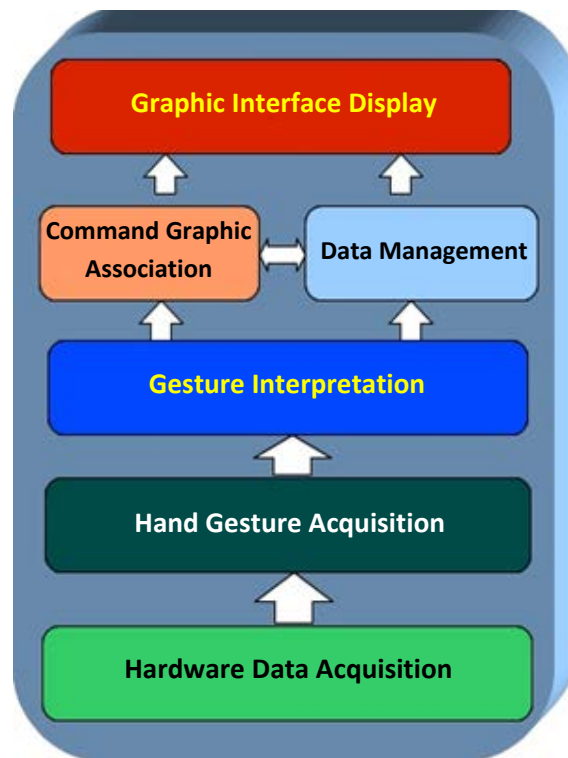 Graphic Interface Display
Command Graphic
Association
Data Management
Gesture Interpretation
Hand Gesture Acquisition
Hardware Data Acquisition